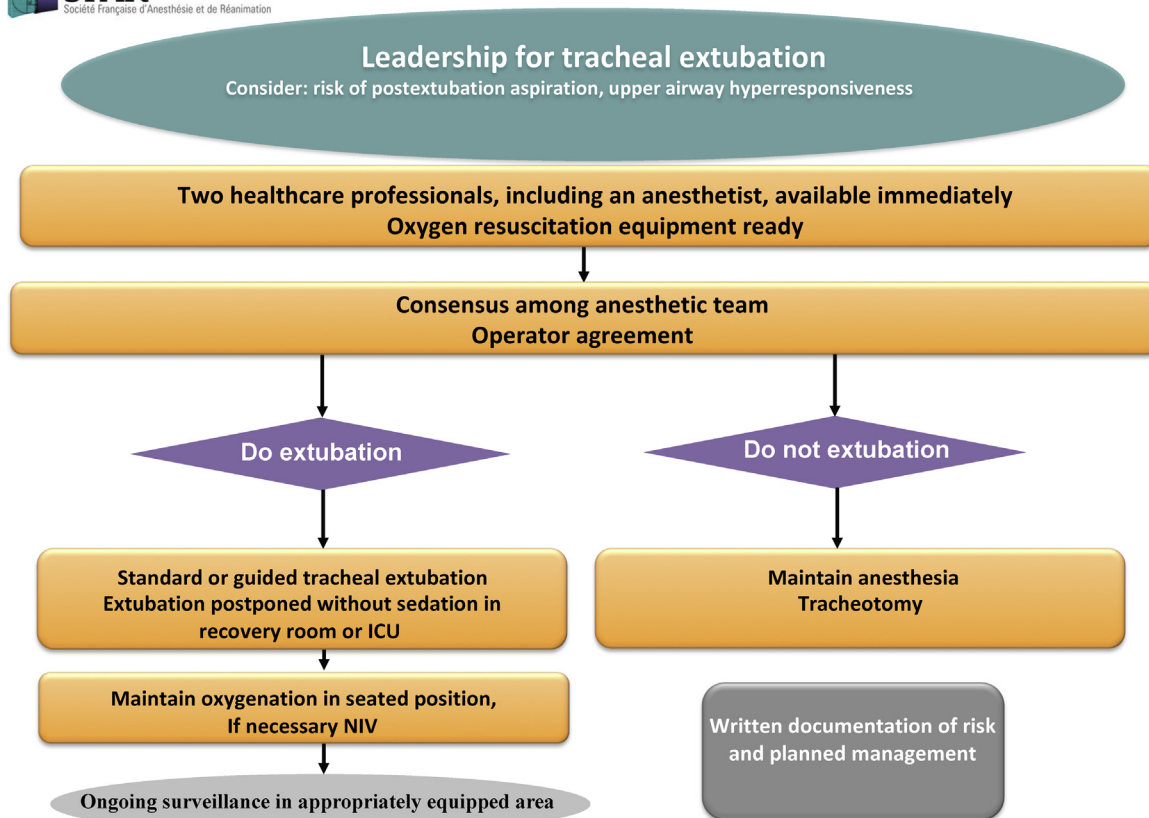 Société Française d'Anesthésie et de Réanimation
Leadership for tracheal extubation
Consider: risk of postextubation aspiration, upper airway hyperresponsiveness
Two healthcare professionals, including an anesthetist, available immediately
Oxygen resuscitation equipment ready
Consensus among anesthetic team
Operator agreement
Do extubation
Do not extubation
Standard or guided tracheal extubation
Extubation postponed without sedation in
recovery room or ICU
Maintain anesthesia
Tracheotomy
Maintain oxygenation in seated position,
If necessary NIV
Written documentation of risk
and planned management
Ongoing surveillance in appropriately equipped area